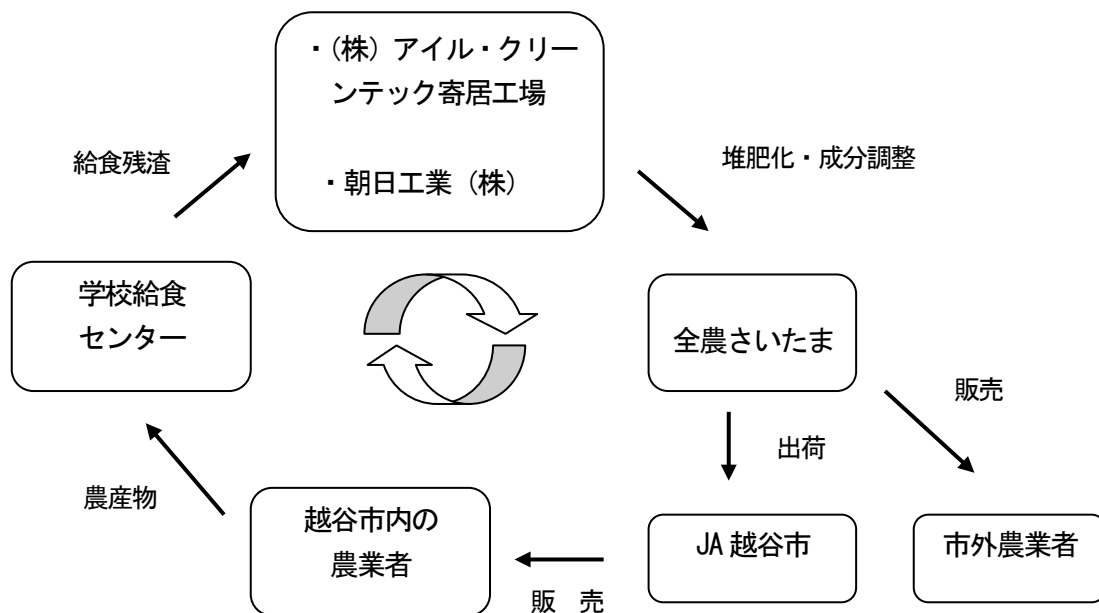 ・(株) アイル・クリー
ンテック寄居工場
・朝日工業 (株)
給食残渣
堆肥化・成分調整
学校給食
センター
全農さいたま
販売
出荷
農産物
越谷市内の
農業者
JA 越谷市
市外農業者
販 売